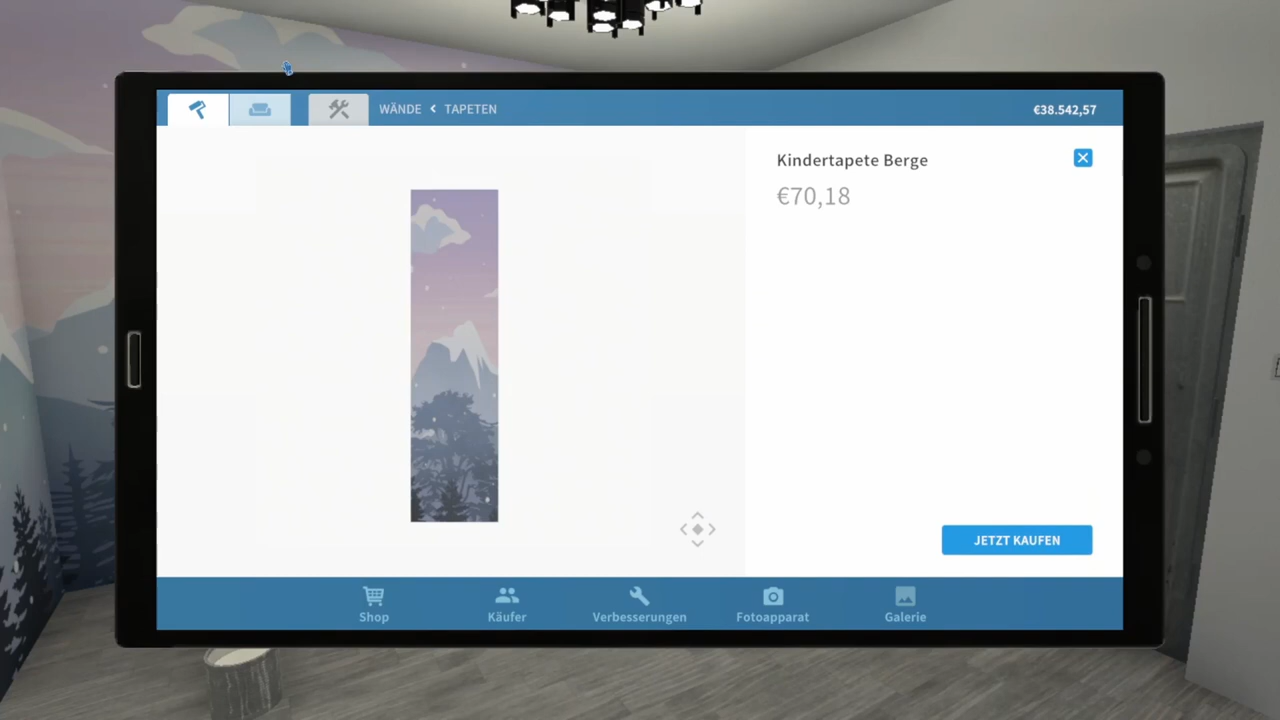 WÄNDE < TAPETEN
€38.542,57
Kindertapete Berge
€70,18
JETZT KAUFEN
Shop
Käufer
Verbesserungen
Fotoapparat
Galerie